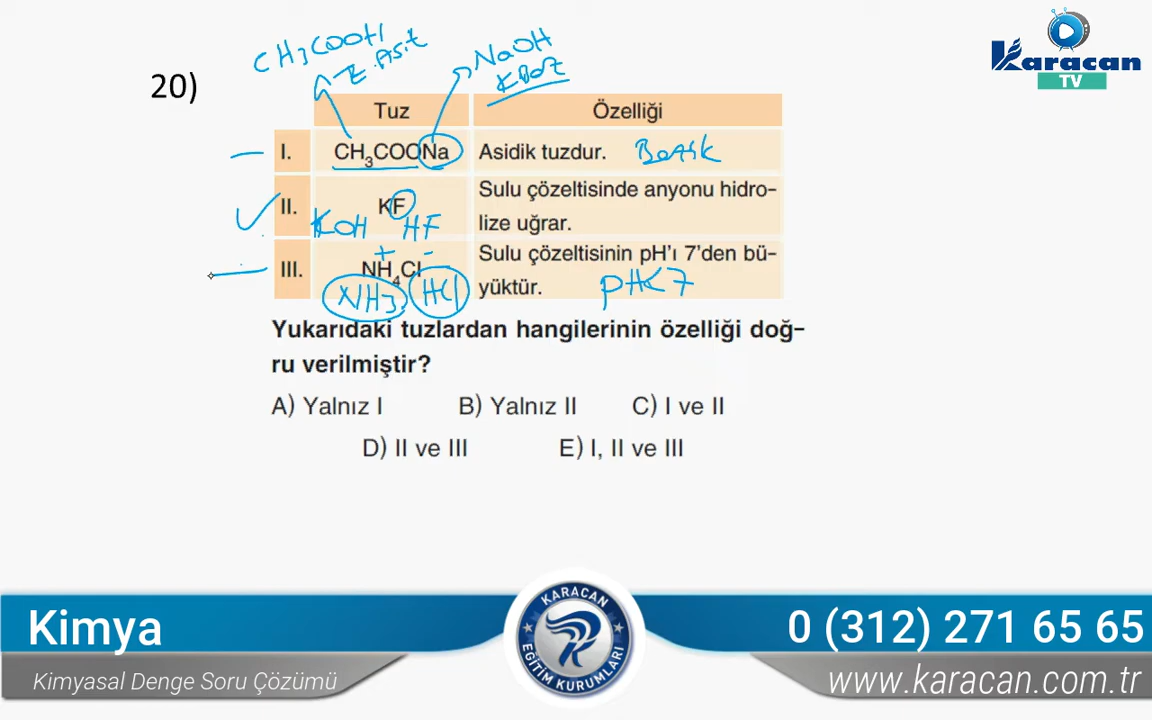 Karacan
TV
CH3COOH
Z.Asit
NaOH
20)
Tuz
Özelliği
I.
CH3COONa
Asidik tuzdur.
Bazik
II.
KF
Sulu çözeltisinde anyonu hidro-
lize uğrar.
KOH HF
III.
NH4Cl
Sulu çözeltisinin pH'ı 7'den bü-
yüktür.
NH3 HCl
pH<7
Yukarıdaki tuzlardan hangilerinin özelliği doğ-
ru verilmiştir?
A) Yalnız I B) Yalnız II C) I ve II
D) II ve III E) I, II ve III
Kimya
Kimyasal Denge Soru Çözümü
KARACAN
EĞİTİM KURUMLARI
0 (312) 271 65 65
www.karacan.com.tr